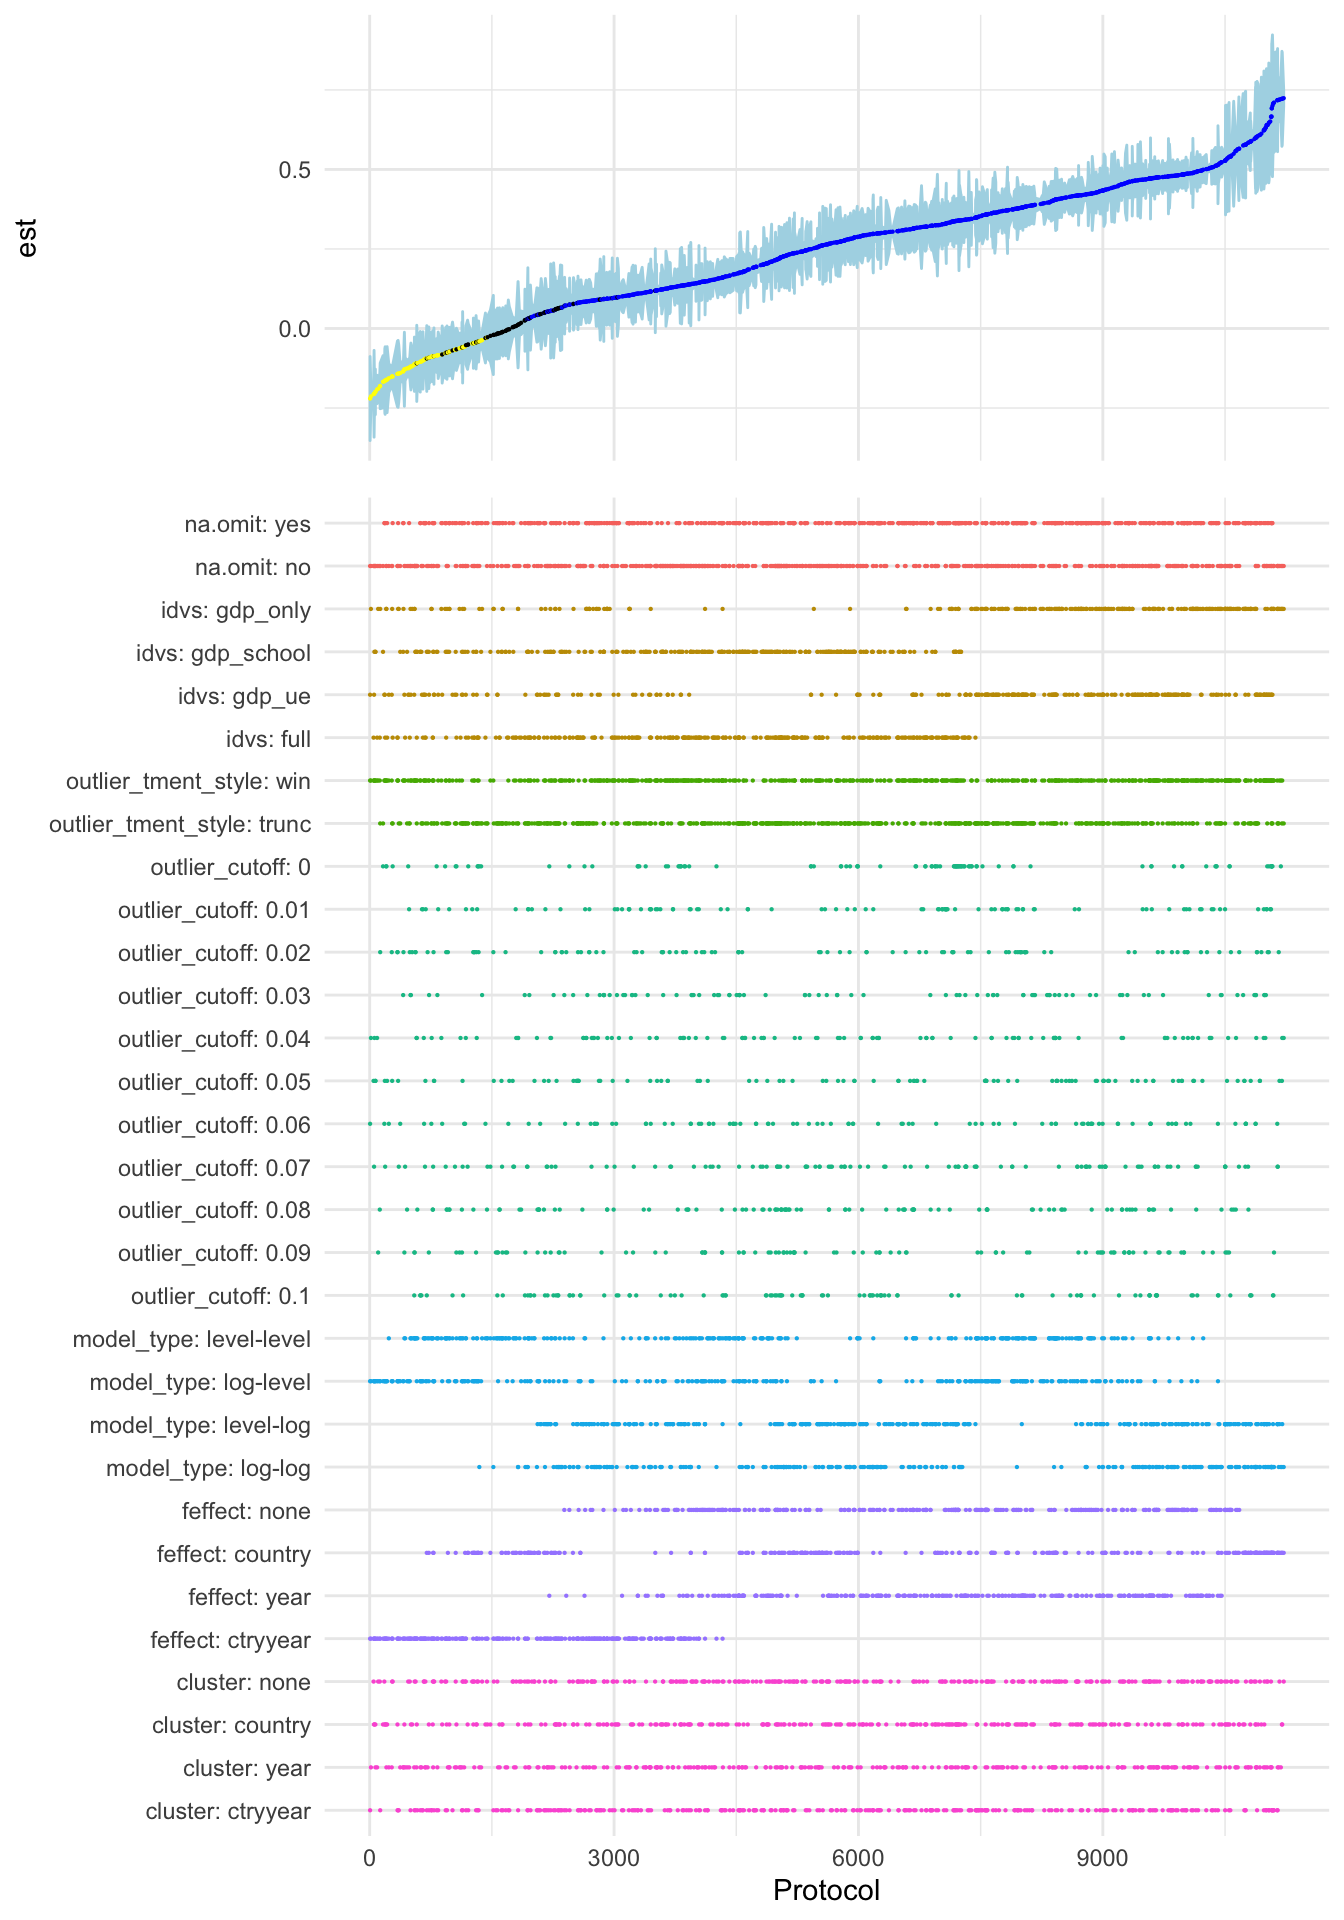 0.5
est
0.0
na.omit: yes
na.omit: no
idvs: gdp_only
idvs: gdp_school
idvs: gdp_ue
idvs: full
outlier_tment_style: win
outlier_tment_style: trunc
outlier_cutoff: 0
outlier_cutoff: 0.01
outlier_cutoff: 0.02
outlier_cutoff: 0.03
outlier_cutoff: 0.04
outlier_cutoff: 0.05
outlier_cutoff: 0.06
outlier_cutoff: 0.07
outlier_cutoff: 0.08
outlier_cutoff: 0.09
outlier_cutoff: 0.1
model_type: level-level
model_type: log-level
model_type: level-log
model_type: log-log
feffect: none
feffect: country
feffect: year
feffect: ctryyear
cluster: none
cluster: country
cluster: year
cluster: ctryyear
0 3000 6000 9000
Protocol